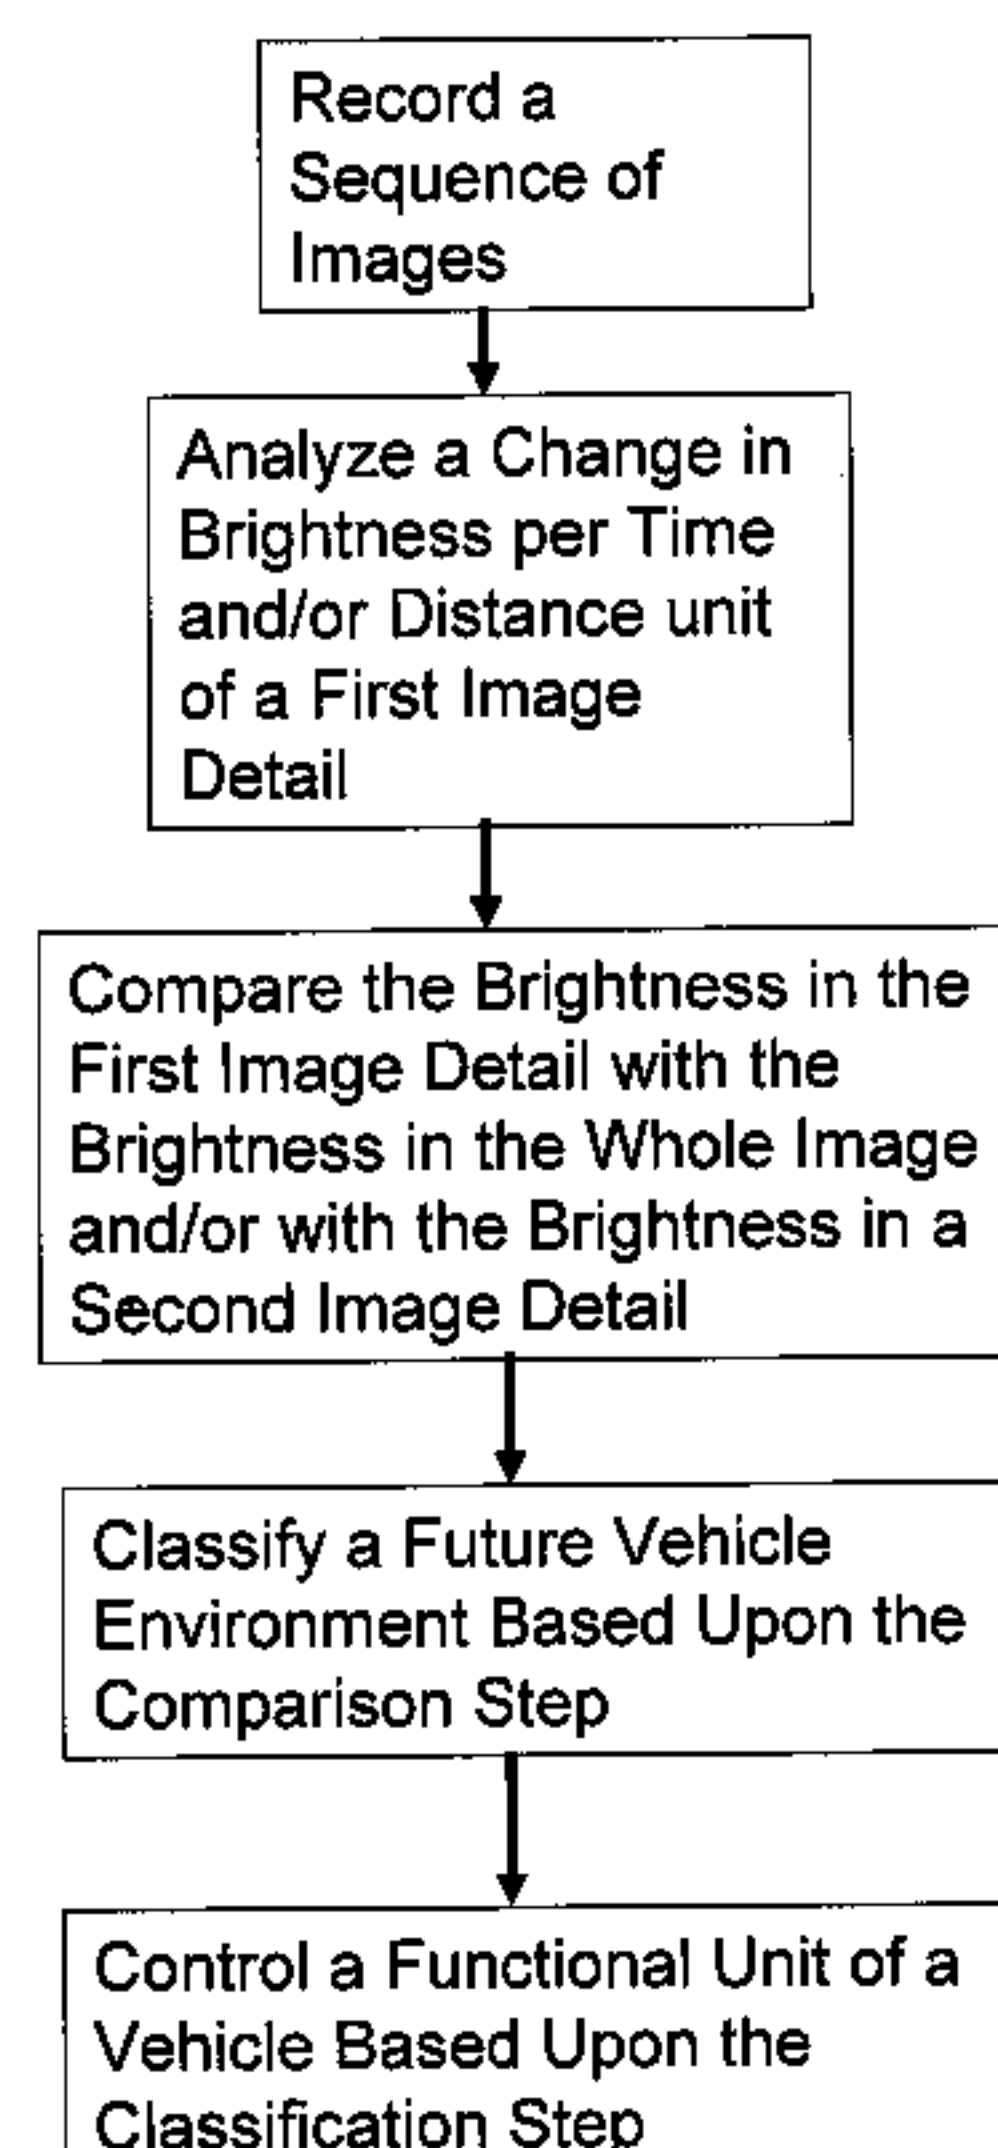 Record a
Sequence of
Images
Analyze a Change in
Brightness per Time
and/or Distance unit
of a First Image
Detail
Compare the Brightness in the
First Image Detail with the
Brightness in the Whole Image
and/or with the Brightness in a
Second Image Detail
Classify a Future Vehicle
Environment Based Upon the
Comparison Step
Control a Functional Unit of a
Vehicle Based Upon the
Classification Step